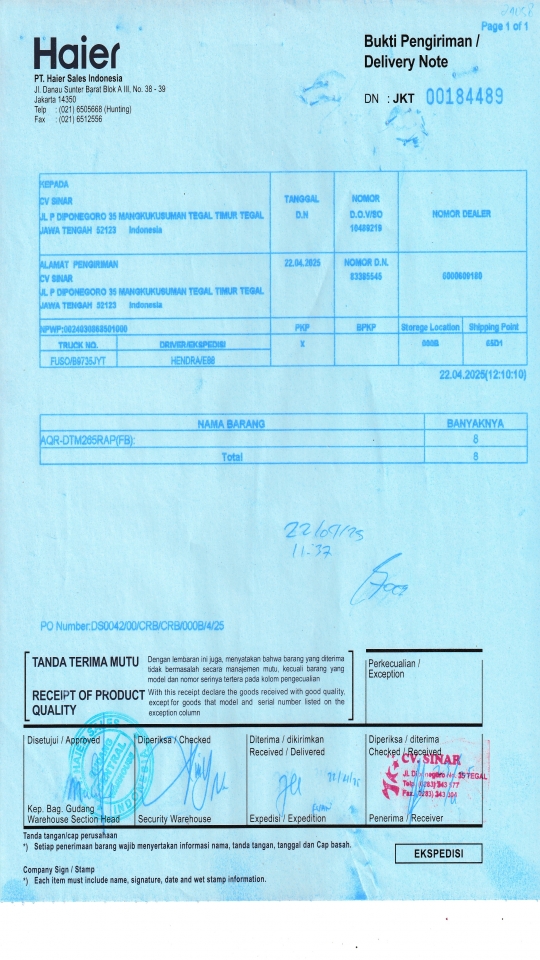 Page 1 of 1
Haier
Bukti Pengiriman /
Delivery Note
PT. Haier Sales Indonesia
Jl. Danau Sunter Barat Blok A III, No. 38 - 39
Jakarta 14350
Telp : (021) 6505668 (Hunting)
Fax : (021) 6512556
DN : JKT 00184489
KEPADA
CV SINAR
JL P DIPONEGORO 35 MANGKUKUSUMAN TEGAL TIMUR TEGAL
JAWA TENGAH 52123 Indonesia
TANGGAL
D.N
NOMOR
D.O.V/SO
NOMOR DEALER
ALAMAT PENGIRIMAN
CV SINAR
JL P DIPONEGORO 35 MANGKUKUSUMAN TEGAL TIMUR TEGAL
JAWA TENGAH 52123 Indonesia
22.04.2025
NOMOR D.N.
83395545
PKP BPKP Storage Location Shipping Point
TRUCK NO. DRIVER/EKSPEDISI X
FUSO/B9735JYT HENDRA/E88
22.04.2025(12:10:10)
NAMA BARANG BANYAKNYA
AQR-DTM265RAP(FB): 8
Total 8
11:37
PO Number:DS0042/00/CRB/CRB/000B/4/25
TANDA TERIMA MUTU
Dengan lembaran ini juga, menyatakan bahwa barang yang diterima
tidak bermasalah secara manajemen mutu, kecuali barang yang
model dan nomor serinya tertera pada kolom pengecualian
RECEIPT OF PRODUCT
QUALITY
With this receipt declare the goods received with good quality,
except for goods that model and serial number listed on the
exception column
Perkecualian /
Exception
Disetujui / Approved
Diperiksa / Checked
Diterima / dikirimkan
Received / Delivered
Diperiksa / diterima
Checked / Received
CV. SINAR
35 TEGAL
Kep. Bag. Gudang
Warehouse Section Head
Security Warehouse
Expedisi / Expedition
Penerima / Receiver
Tanda tangan/cap perusahaan
*) Setiap penerimaan barang wajib menyertakan informasi nama, tanda tangan, tanggal dan Cap basah.
EKSPEDISI
Company Sign / Stamp
*) Each item must include name, signature, date and wet stamp information.